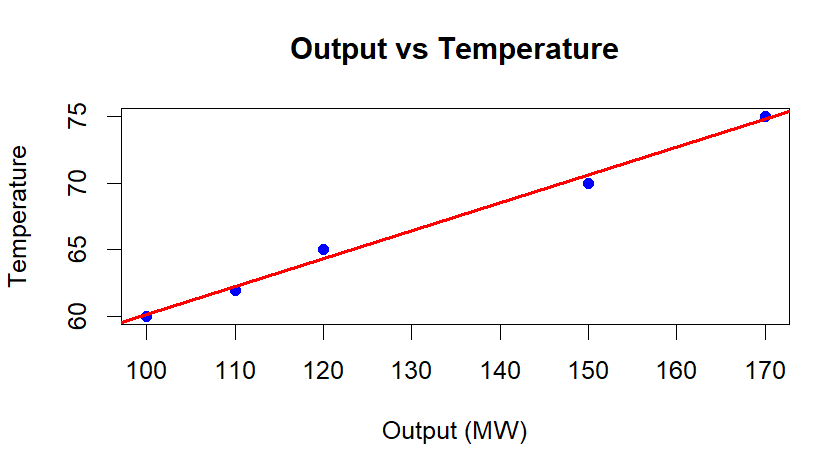 Output vs Temperature
Temperature
75
70
65
60
100 110 120 130 140 150 160 170
Output (MW)